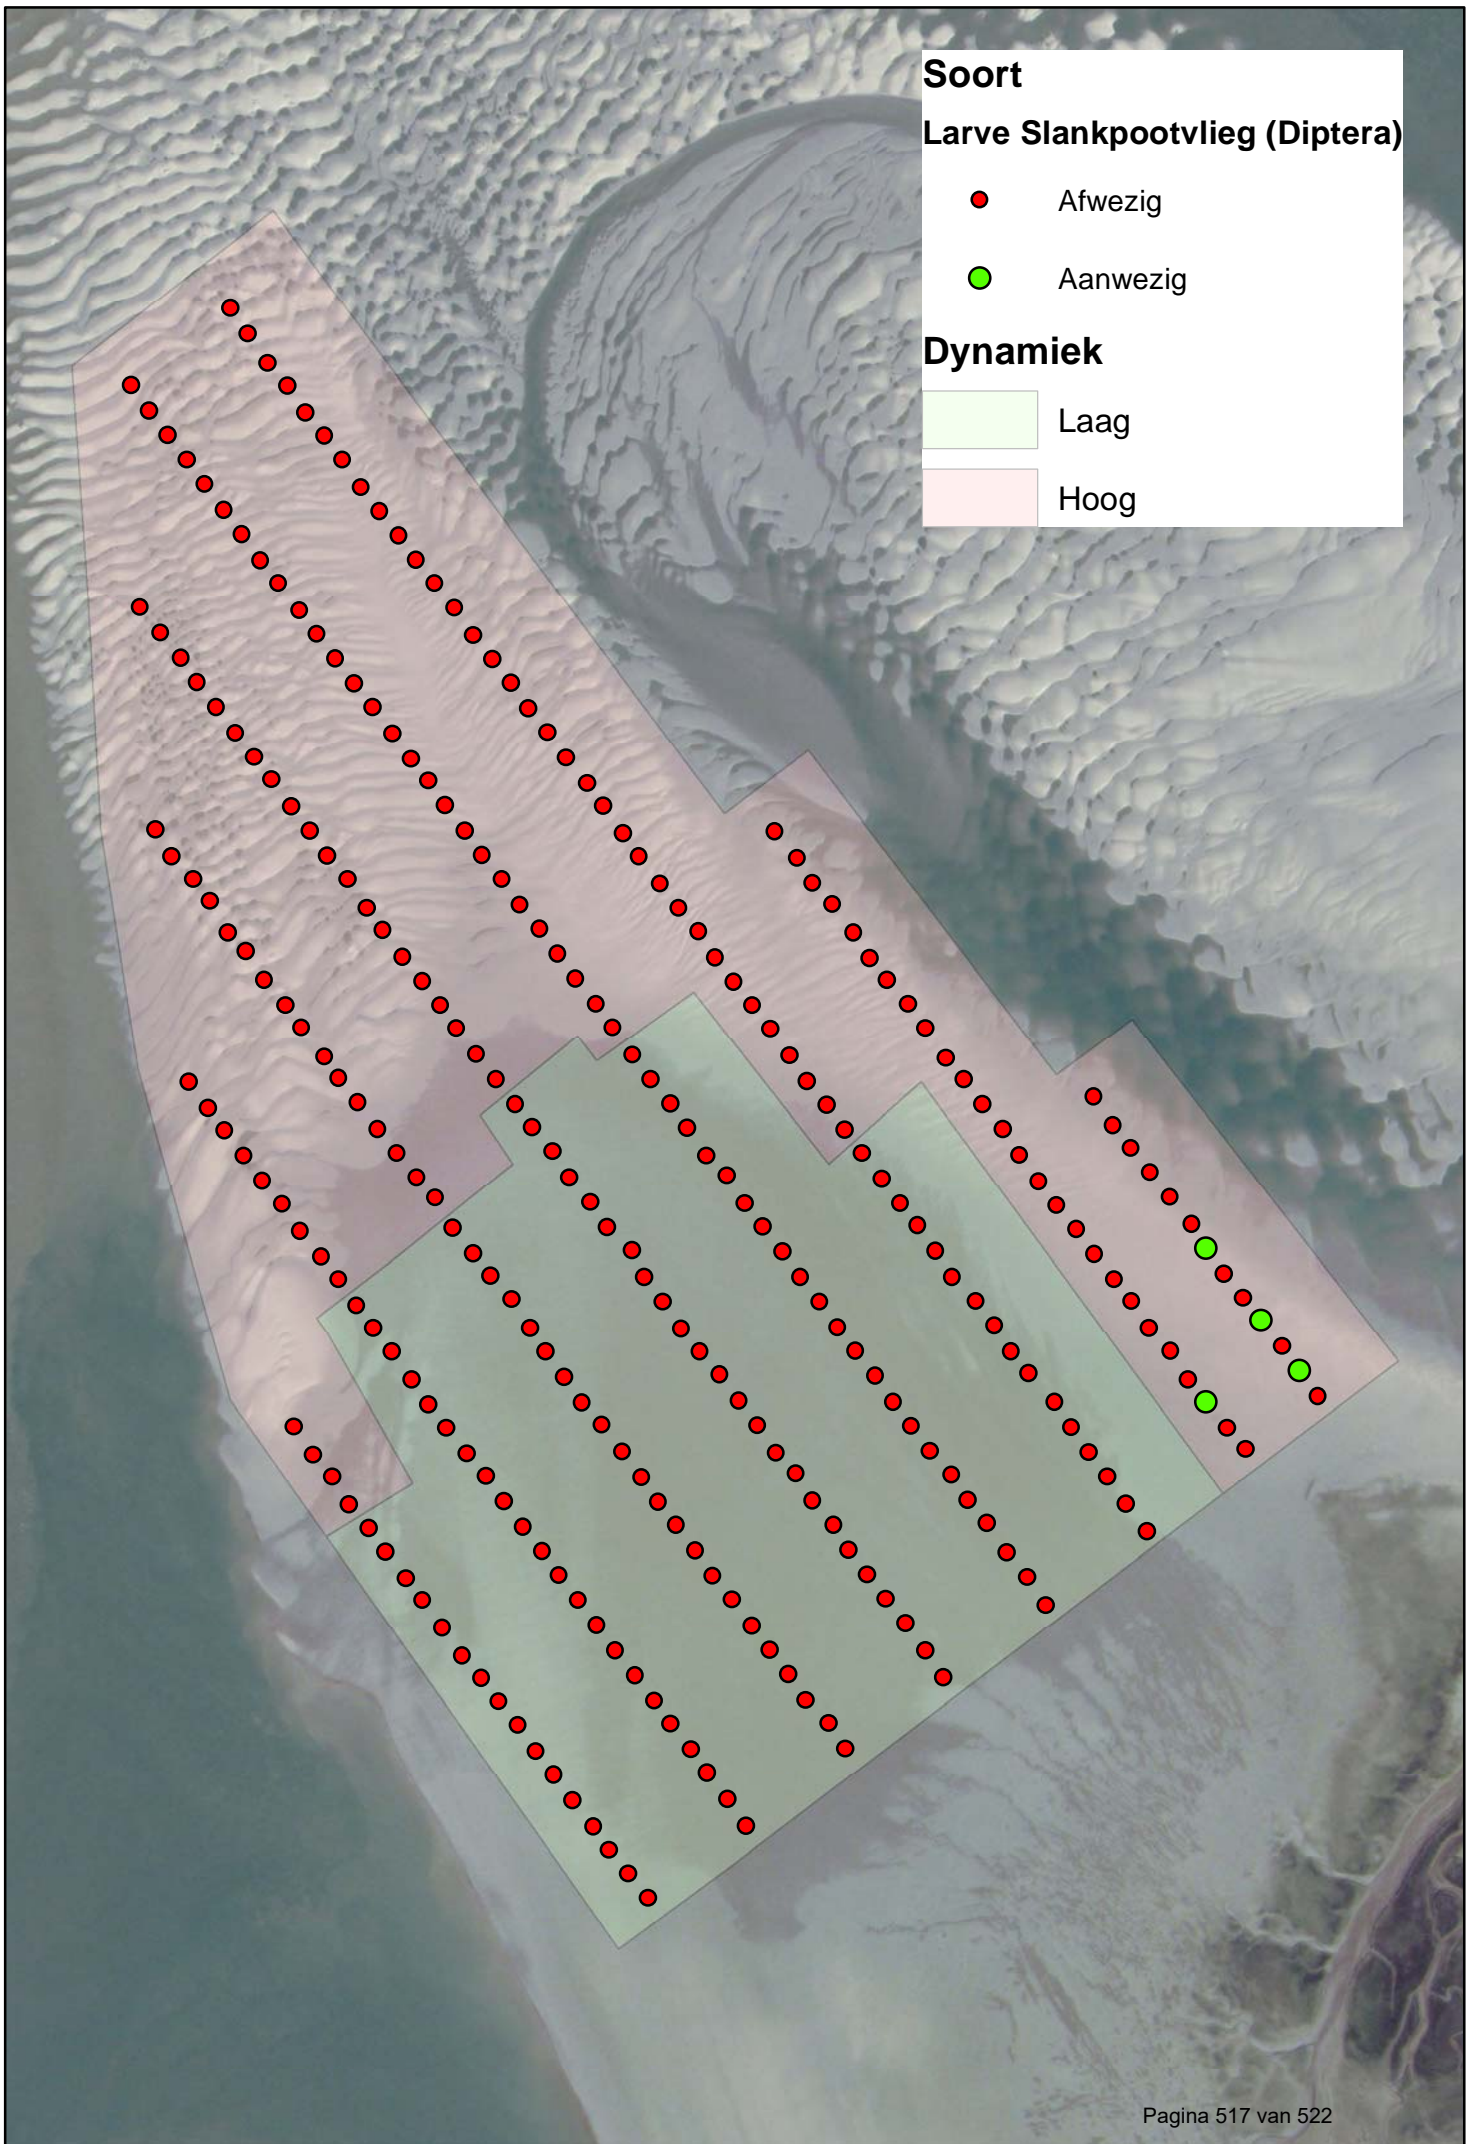 Soort
Larve Slankpootvlieg (Diptera)
Afwezig
Aanwezig
Dynamiek
Laag
Hoog
Pagina 517 van 522